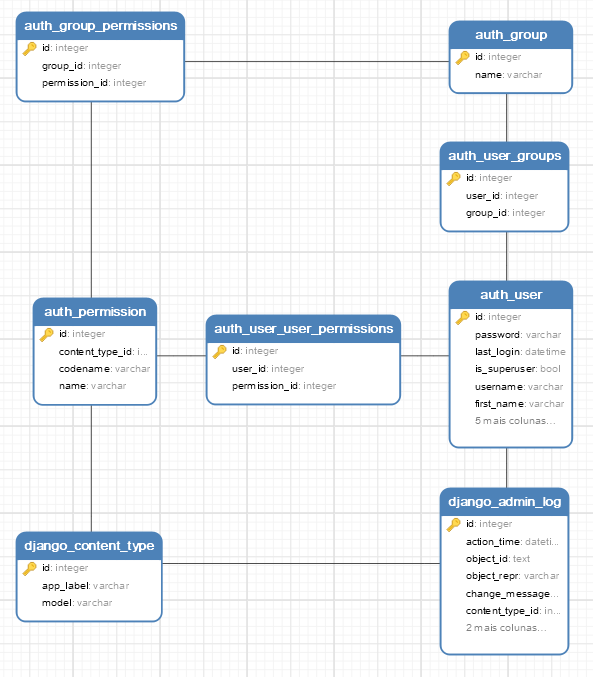 auth_group_permissions
id: integer
group_id: integer
permission_id: integer
auth_group
id: integer
name: varchar
auth_user_groups
id: integer
user_id: integer
group_id: integer
auth_permission
id: integer
content_type_id: i...
codename: varchar
name: varchar
auth_user_user_permissions
id: integer
user_id: integer
permission_id: integer
auth_user
id: integer
password: varchar
last_login: datetime
is_superuser: bool
username: varchar
first_name: varchar
5 mais colunas...
django_content_type
id: integer
app_label: varchar
model: varchar
django_admin_log
id: integer
action_time: dateti...
object_id: text
object_repr: varchar
change_message...
content_type_id: in...
2 mais colunas...